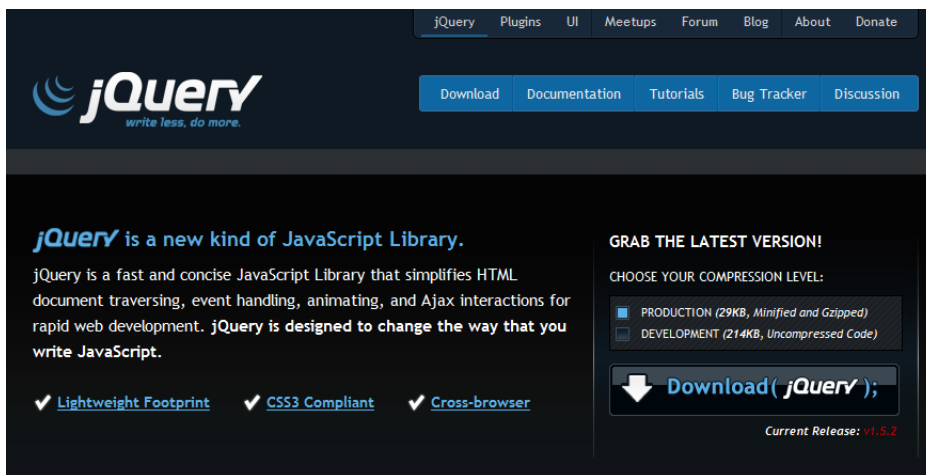 jQuery Plugins UI Meetups Forum Blog About Donate
jQuery
write less, do more.
Download Documentation Tutorials Bug Tracker Discussion
jQuery is a new kind of JavaScript Library.
jQuery is a fast and concise JavaScript Library that simplifies HTML
document traversing, event handling, animating, and Ajax interactions for
rapid web development. jQuery is designed to change the way that you
write JavaScript.
Lightweight Footprint CSS3 Compliant Cross-browser
GRAB THE LATEST VERSION!
CHOOSE YOUR COMPRESSION LEVEL:
PRODUCTION (29KB, Minified and Gzipped)
DEVELOPMENT (214KB, Uncompressed Code)
Download( jQuery );
Current Release: v1.5.2